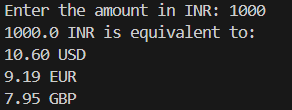 Enter the amount in INR: 1000
1000.0 INR is equivalent to:
10.60 USD
9.19 EUR
7.95 GBP